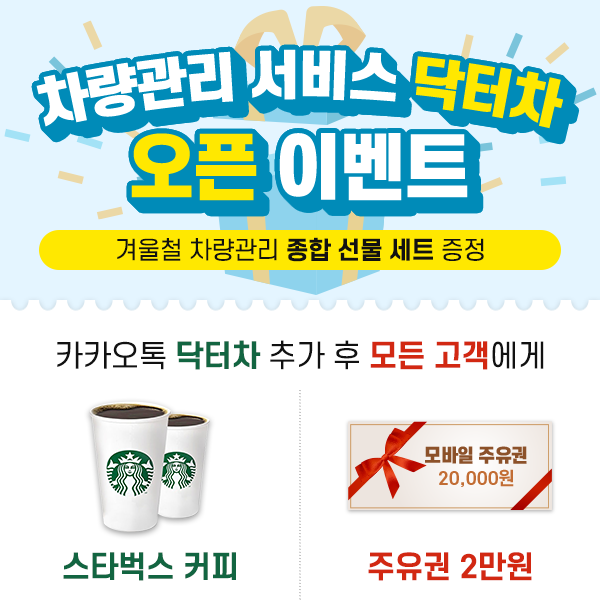 차량관리 서비스 닥터차
오픈 이벤트
겨울철 차량관리 종합 선물 세트 증정
카카오톡 닥터차 추가 후 모든 고객에게
모바일 주유권
20,000원
스타벅스 커피
주유권 2만원